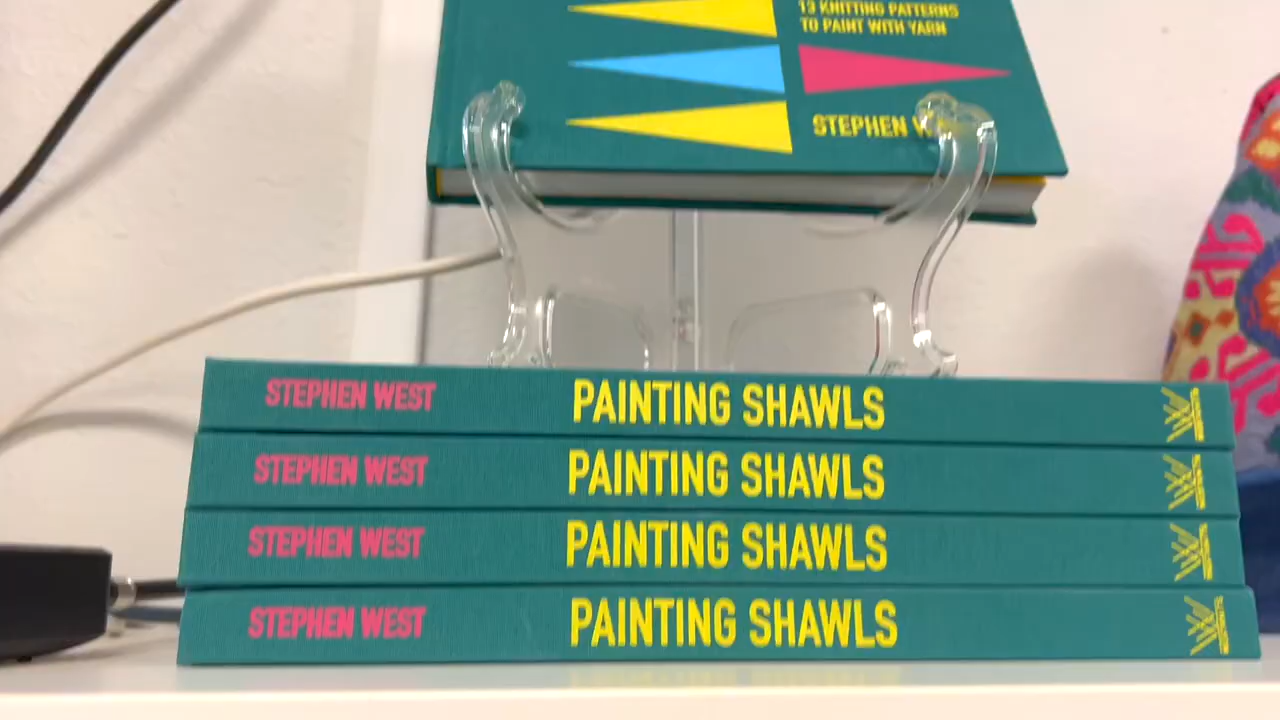 13 KNITTING PATTERNS
TO PAINT WITH YARN
STEPHEN W
STEPHEN WEST PAINTING SHAWLS
STEPHEN WEST PAINTING SHAWLS
STEPHEN WEST PAINTING SHAWLS
STEPHEN WEST PAINTING SHAWLS